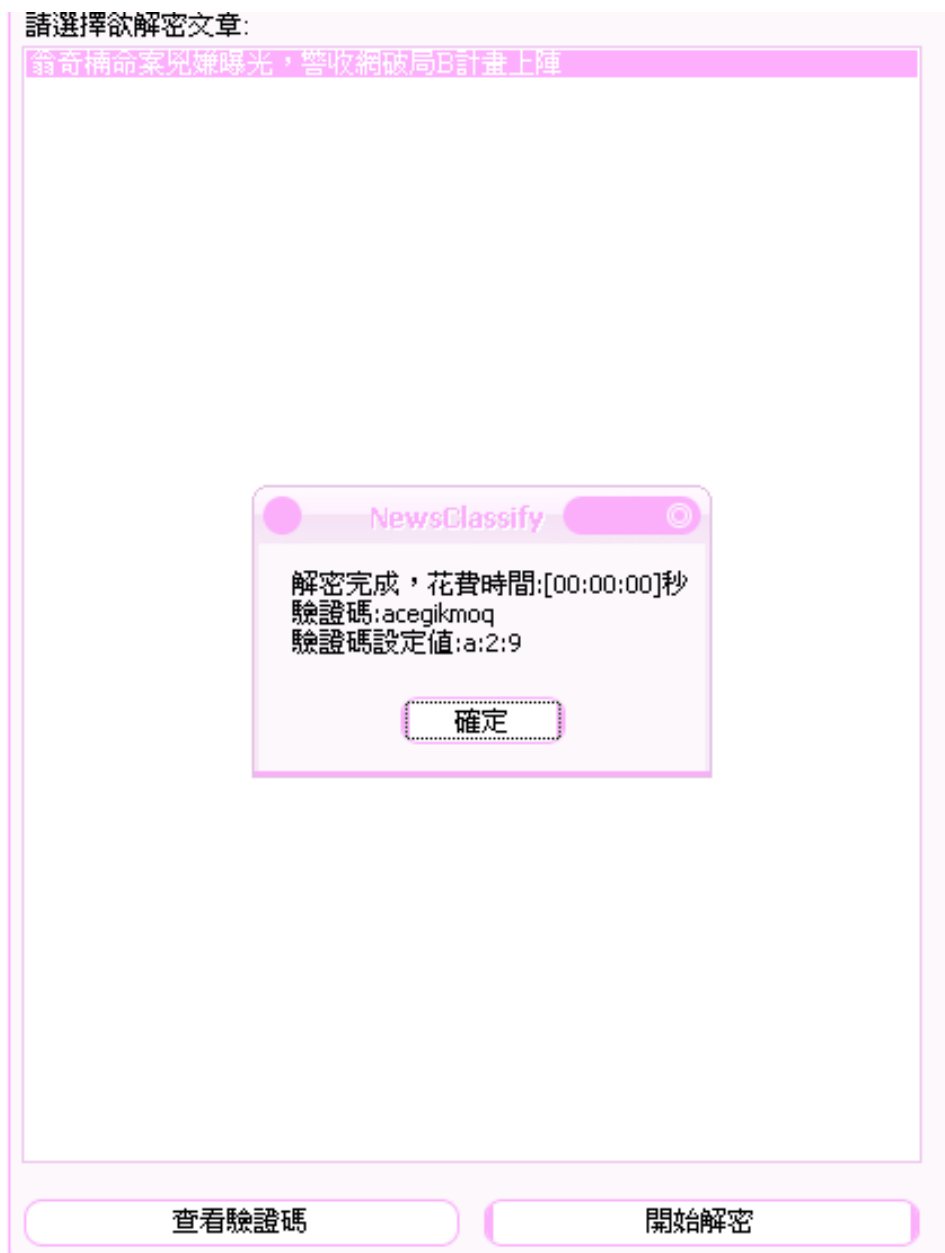 請選擇欲解密文章:
翁奇楠命案兇嫌曝光，警收網破局B計畫上陣
NewsClassify
解密完成，花費時間:[00:00:00]秒
驗證碼:acegikmoq
驗證碼設定值:a:2:9
確定
查看驗證碼
開始解密